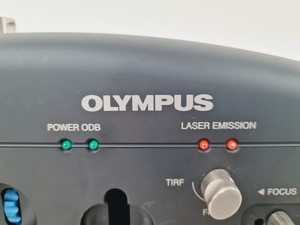 OLYMPUS
POWER ODB LASER EMISSION
TIRF
◄ FOCUS